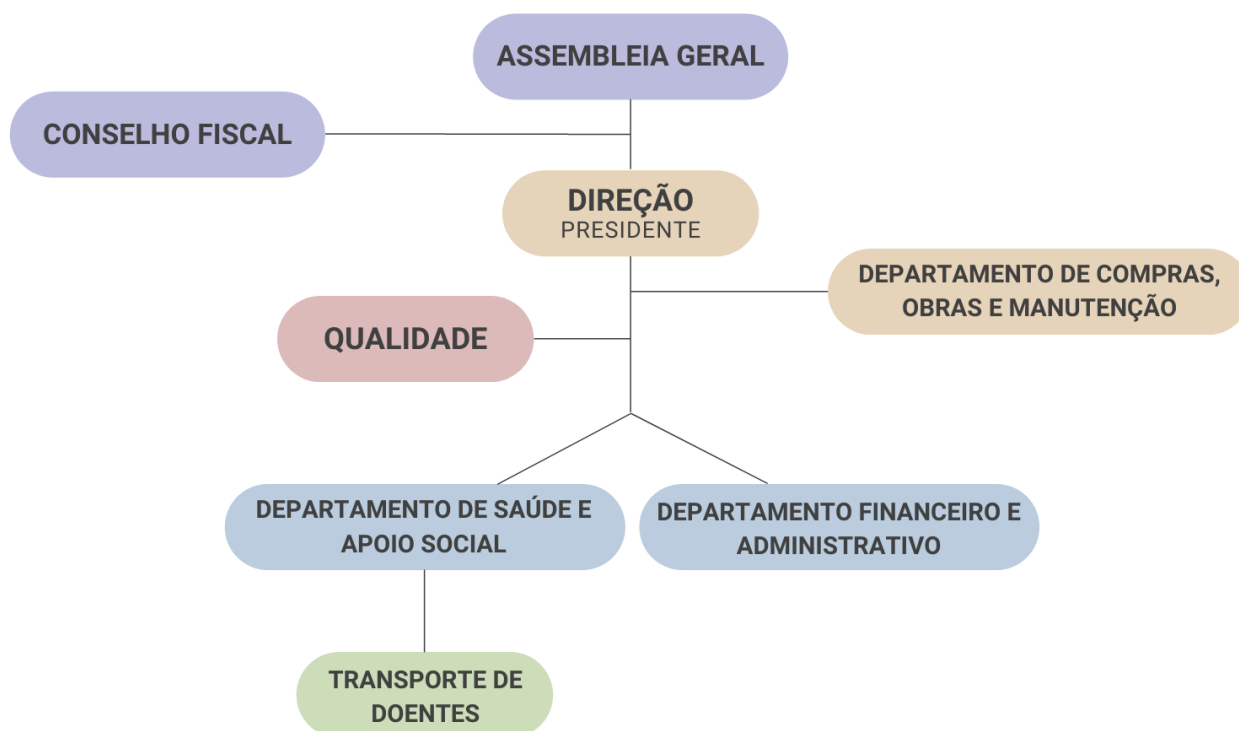 ASSEMBLEIA GERAL
CONSELHO FISCAL
DIREÇÃO
PRESIDENTE
DEPARTAMENTO DE COMPRAS,
OBRAS E MANUTENÇÃO
QUALIDADE
DEPARTAMENTO DE SAÚDE E
APOIO SOCIAL
DEPARTAMENTO FINANCEIRO E
ADMINISTRATIVO
TRANSPORTE DE
DOENTES